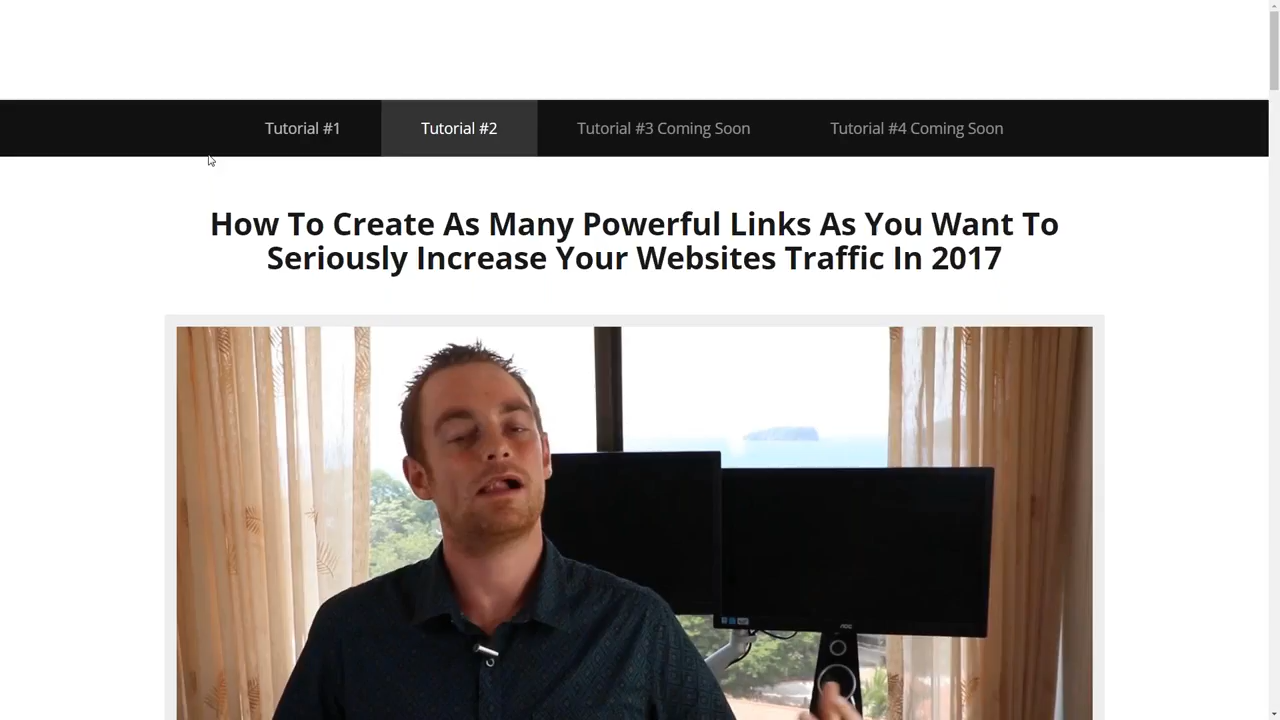 Tutorial #1
Tutorial #2
Tutorial #3 Coming Soon
Tutorial #4 Coming Soon
How To Create As Many Powerful Links As You Want To
Seriously Increase Your Websites Traffic In 2017
AOC